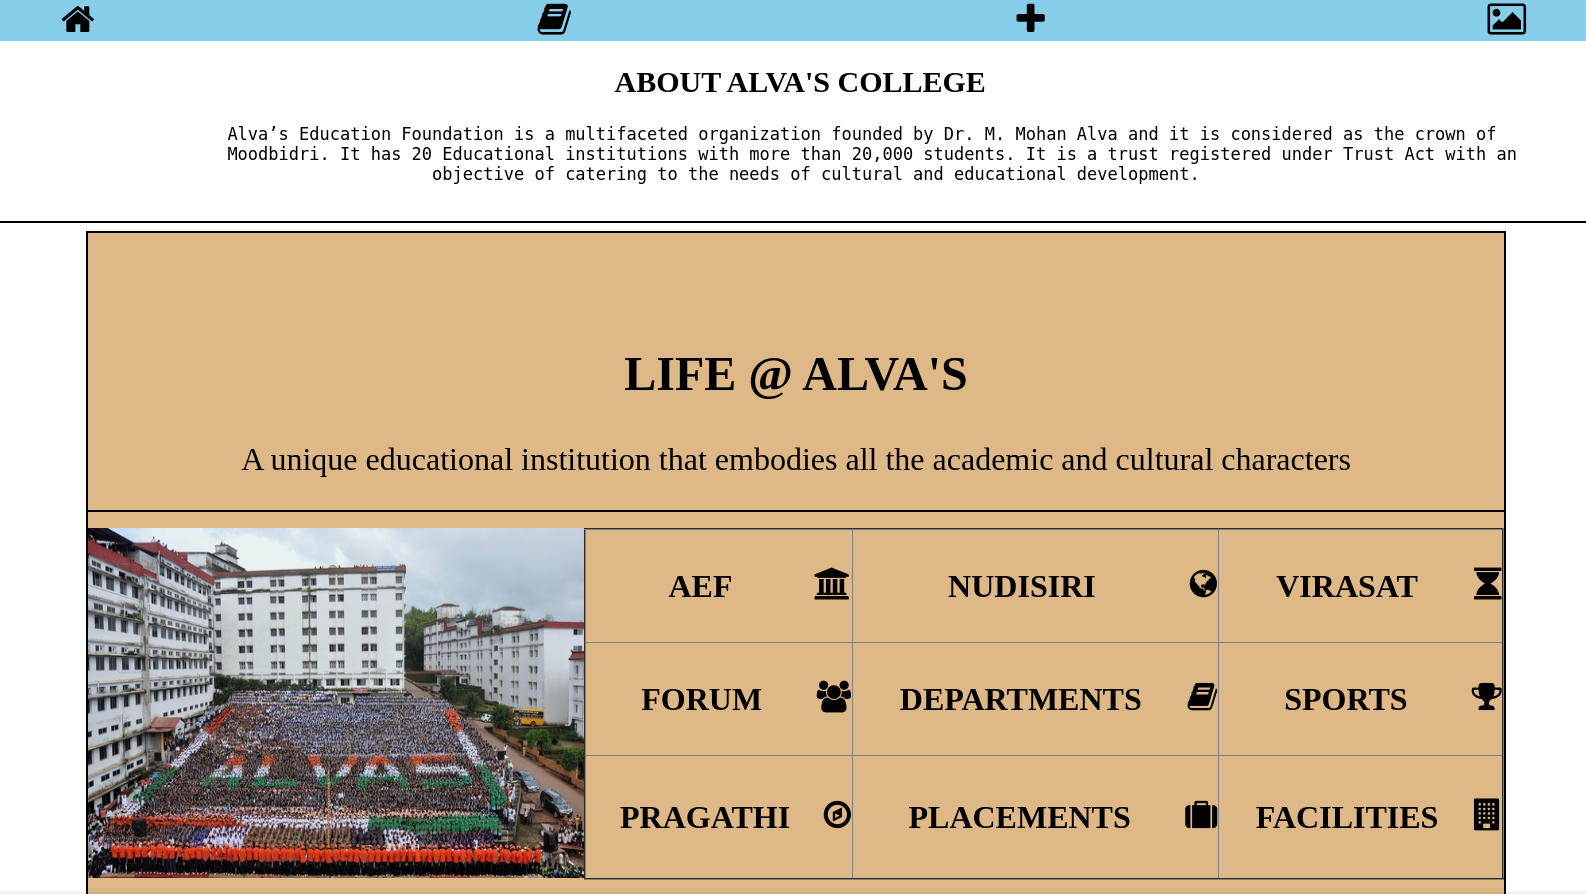 ABOUT ALVA'S COLLEGE
Alva’s Education Foundation is a multifaceted organization founded by Dr. M. Mohan Alva and it is considered as the crown of
Moodbidri. It has 20 Educational institutions with more than 20,000 students. It is a trust registered under Trust Act with an
objective of catering to the needs of cultural and educational development.
LIFE @ ALVA'S
A unique educational institution that embodies all the academic and cultural characters
AEF NUDISIRI VIRASAT
FORUM DEPARTMENTS SPORTS
ALVAS
PRAGATHI PLACEMENTS FACILITIES